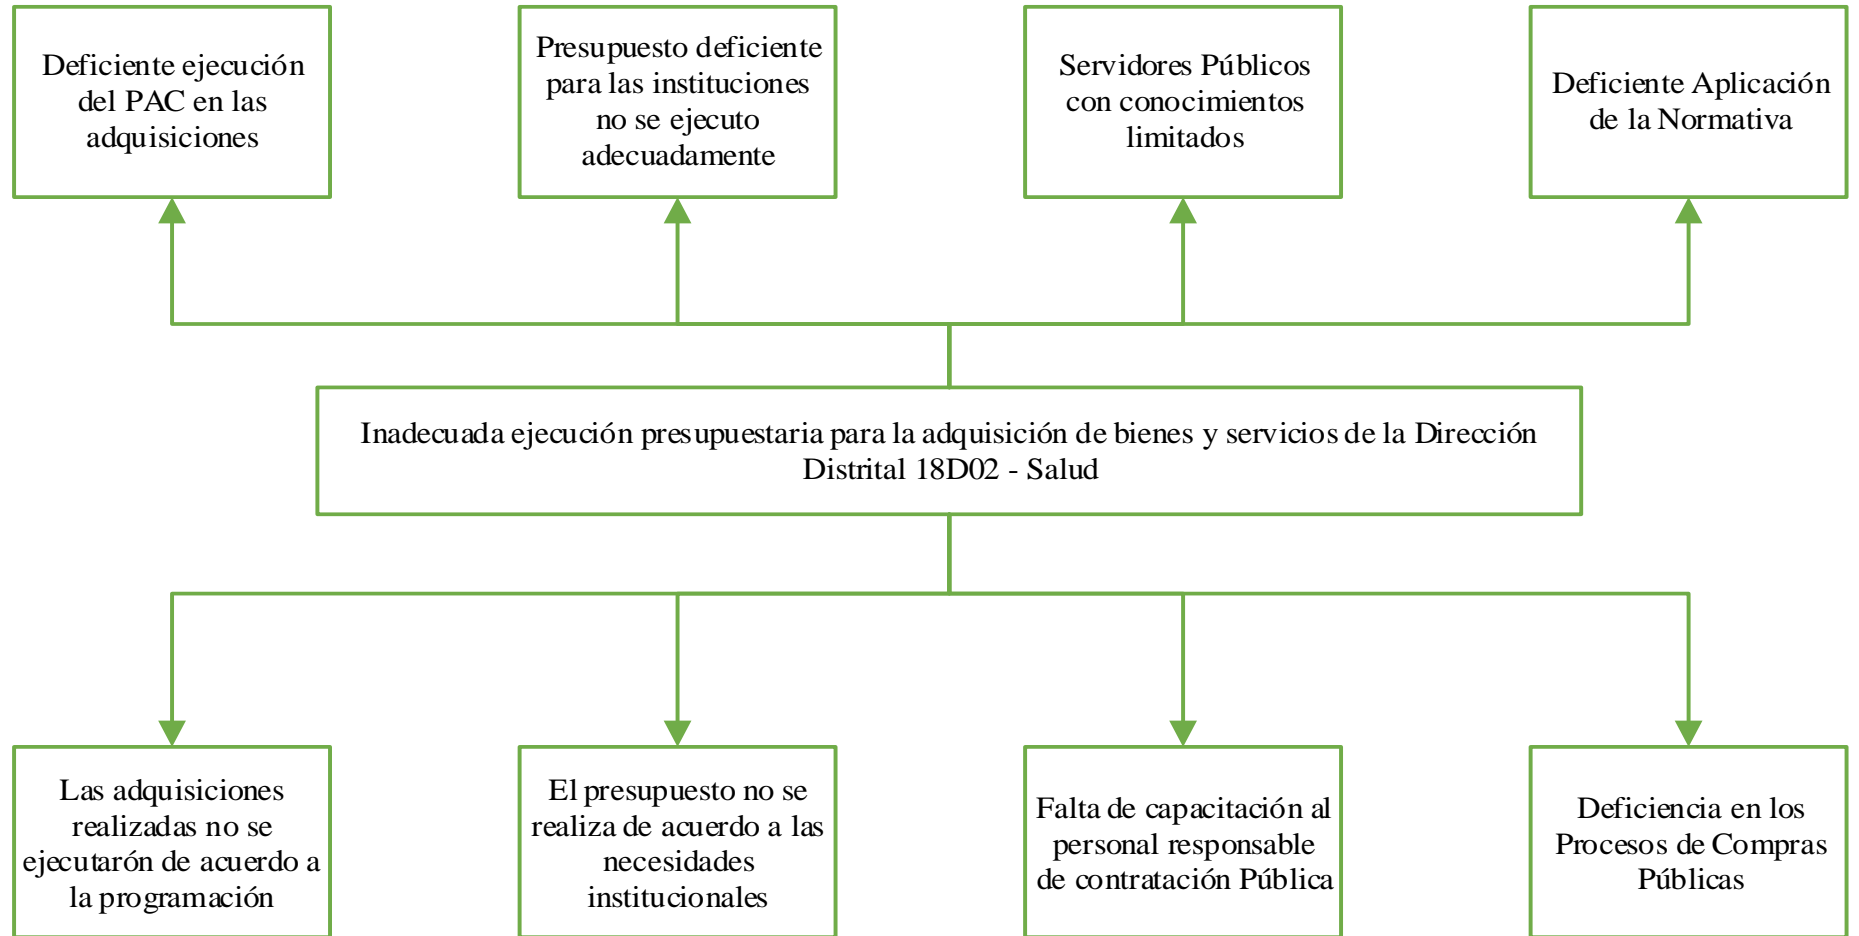 Deficiente ejecución
del PAC en las
adquisiciones
Presupuesto deficiente
para las instituciones
no se ejecuto
adecuadamente
Servidores Públicos
con conocimientos
limitados
Deficiente Aplicación
de la Normativa
Inadecuada ejecución presupuestaria para la adquisición de bienes y servicios de la Dirección
Distrital 18D02 - Salud
Las adquisiciones
realizadas no se
ejecutarón de acuerdo a
la programación
El presupuesto no se
realiza de acuerdo a las
necesidades
institucionales
Falta de capacitación al
personal responsable
de contratación Pública
Deficiencia en los
Procesos de Compras
Públicas